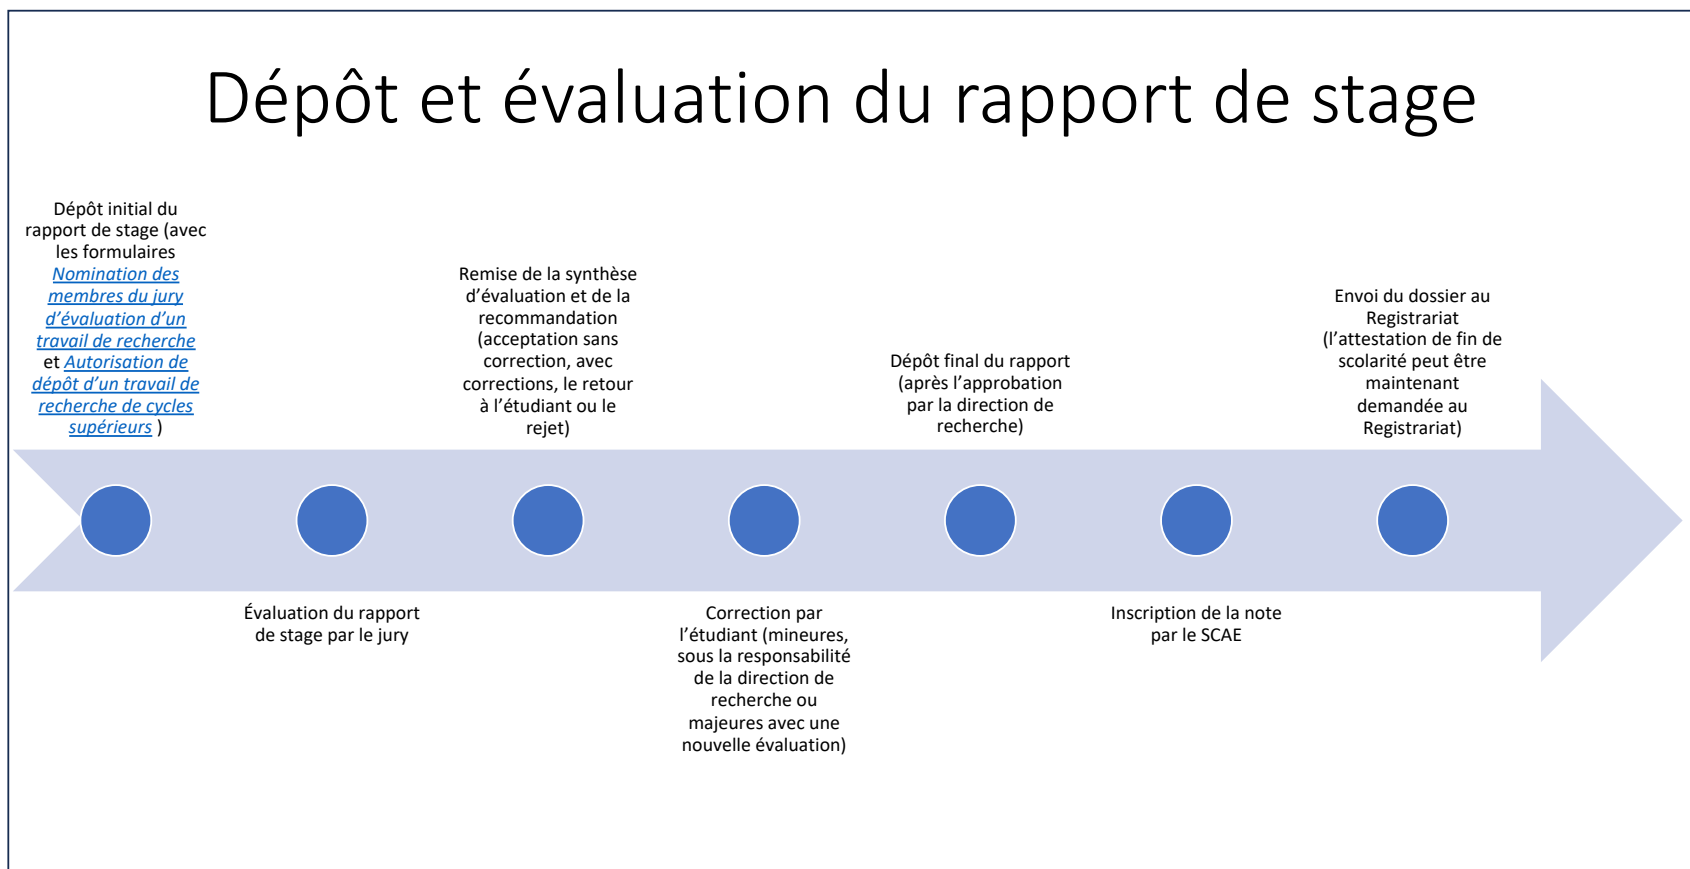 Dépôt et évaluation du rapport de stage
Dépôt initial du
rapport de stage (avec
les formulaires
Nomination des
membres du jury
d’évaluation d’un
travail de recherche
et Autorisation de
dépôt d’un travail de
recherche de cycles
supérieurs )
Évaluation du rapport
de stage par le jury
Remise de la synthèse
d’évaluation et de la
recommandation
(acceptation sans
correction, avec
corrections, le retour
à l’étudiant ou le
rejet)
Correction par
l’étudiant (mineures,
sous la responsabilité
de la direction de
recherche ou
majeures avec une
nouvelle évaluation)
Dépôt final du rapport
(après l’approbation
par la direction de
recherche)
Inscription de la note
par le SCAE
Envoi du dossier au
Registrariat
(l’attestation de fin de
scolarité peut être
maintenant
demandée au
Registrariat)